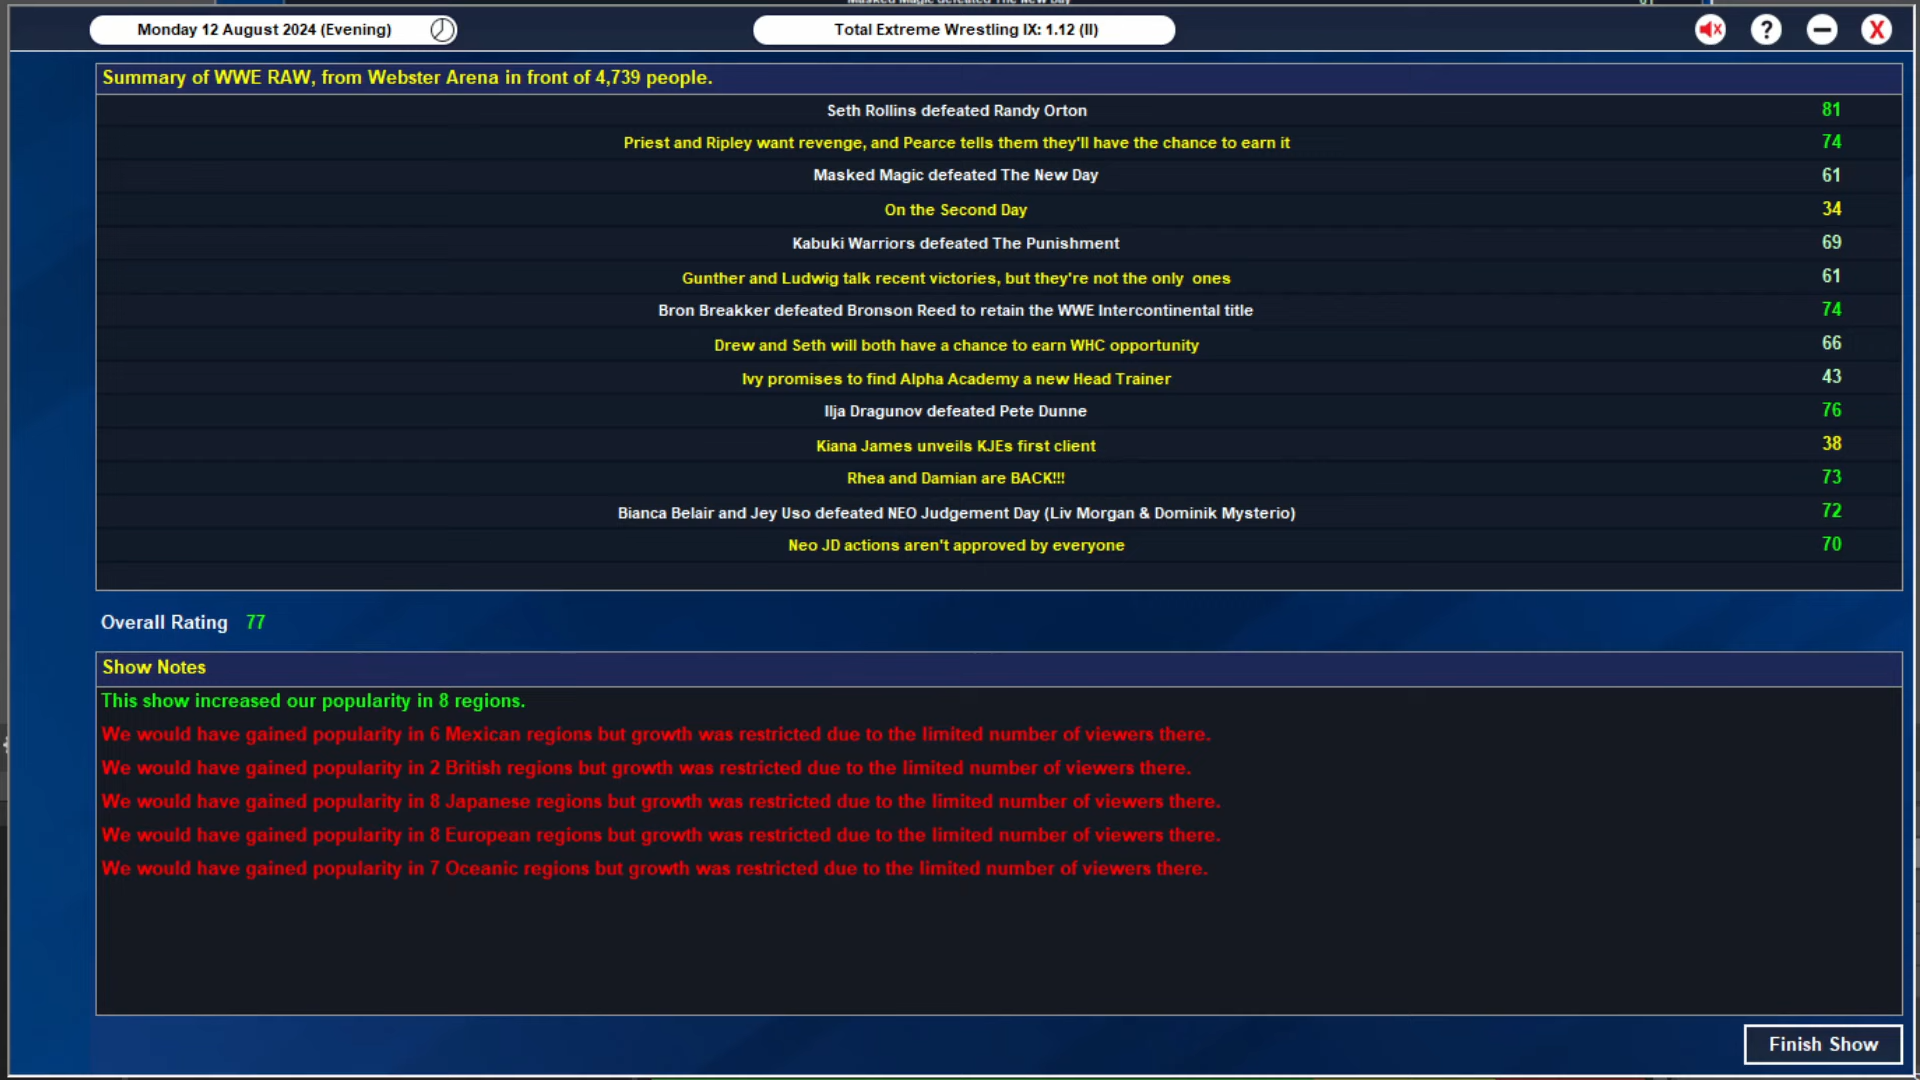 Masked Magic defeated The New Day
Monday 12 August 2024 (Evening)
Total Extreme Wrestling IX: 1.12 (II)
?
X
Summary of WWE RAW, from Webster Arena in front of 4,739 people.
Seth Rollins defeated Randy Orton 81
Priest and Ripley want revenge, and Pearce tells them they'll have the chance to earn it 74
Masked Magic defeated The New Day 61
On the Second Day 34
Kabuki Warriors defeated The Punishment 69
Gunther and Ludwig talk recent victories, but they're not the only ones 61
Bron Breakker defeated Bronson Reed to retain the WWE Intercontinental title 74
Drew and Seth will both have a chance to earn WHC opportunity 66
Ivy promises to find Alpha Academy a new Head Trainer 43
Ilja Dragunov defeated Pete Dunne 76
Kiana James unveils KJEs first client 38
Rhea and Damian are BACK!!! 73
Bianca Belair and Jey Uso defeated NEO Judgement Day (Liv Morgan & Dominik Mysterio) 72
Neo JD actions aren't approved by everyone 70
Overall Rating 77
Show Notes
This show increased our popularity in 8 regions.
We would have gained popularity in 6 Mexican regions but growth was restricted due to the limited number of viewers there.
We would have gained popularity in 2 British regions but growth was restricted due to the limited number of viewers there.
We would have gained popularity in 8 Japanese regions but growth was restricted due to the limited number of viewers there.
We would have gained popularity in 8 European regions but growth was restricted due to the limited number of viewers there.
We would have gained popularity in 7 Oceanic regions but growth was restricted due to the limited number of viewers there.
Finish Show